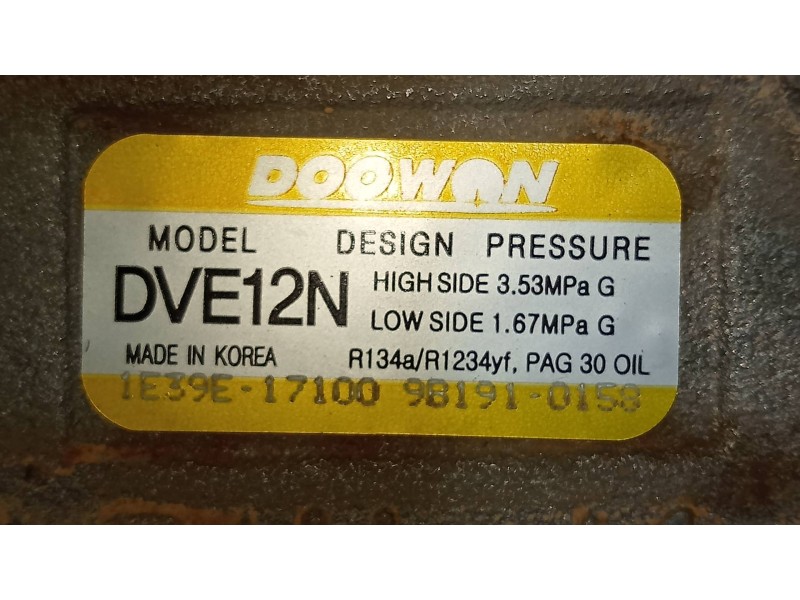 DOOWON
MODEL DESIGN PRESSURE
DVE12N HIGH SIDE 3.53MPa G
LOW SIDE 1.67MPa G
MADE IN KOREA R134a/R1234yf, PAG 30 OIL
1E39E-17100 9B191-0158